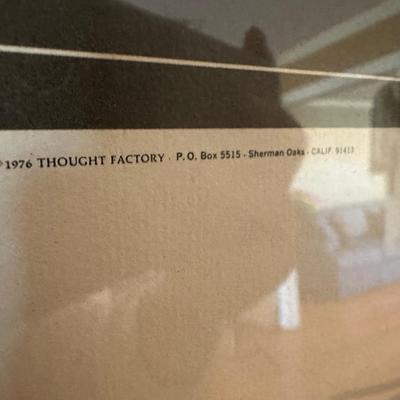 ©1976 THOUGHT FACTORY · P.O. Box 5515 · Sherman Oaks · CALIF. 91413